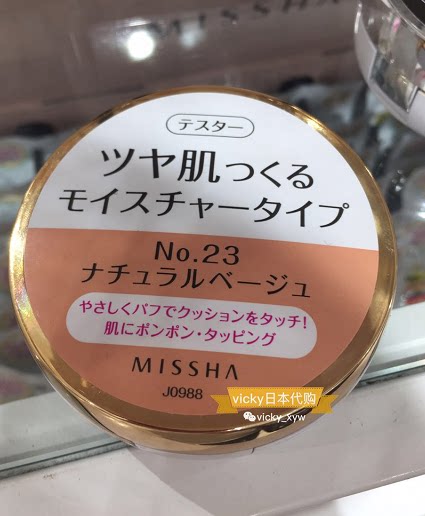 MISSHA
テスター
ツヤ肌つくる
モイスチャータイプ
No.23
ナチュラルベージュ
やさしくパフでクッションをタッチ!
肌にポンポン・タッピング
MISSHA
J0988
vicky日本代购
vicky_xyw